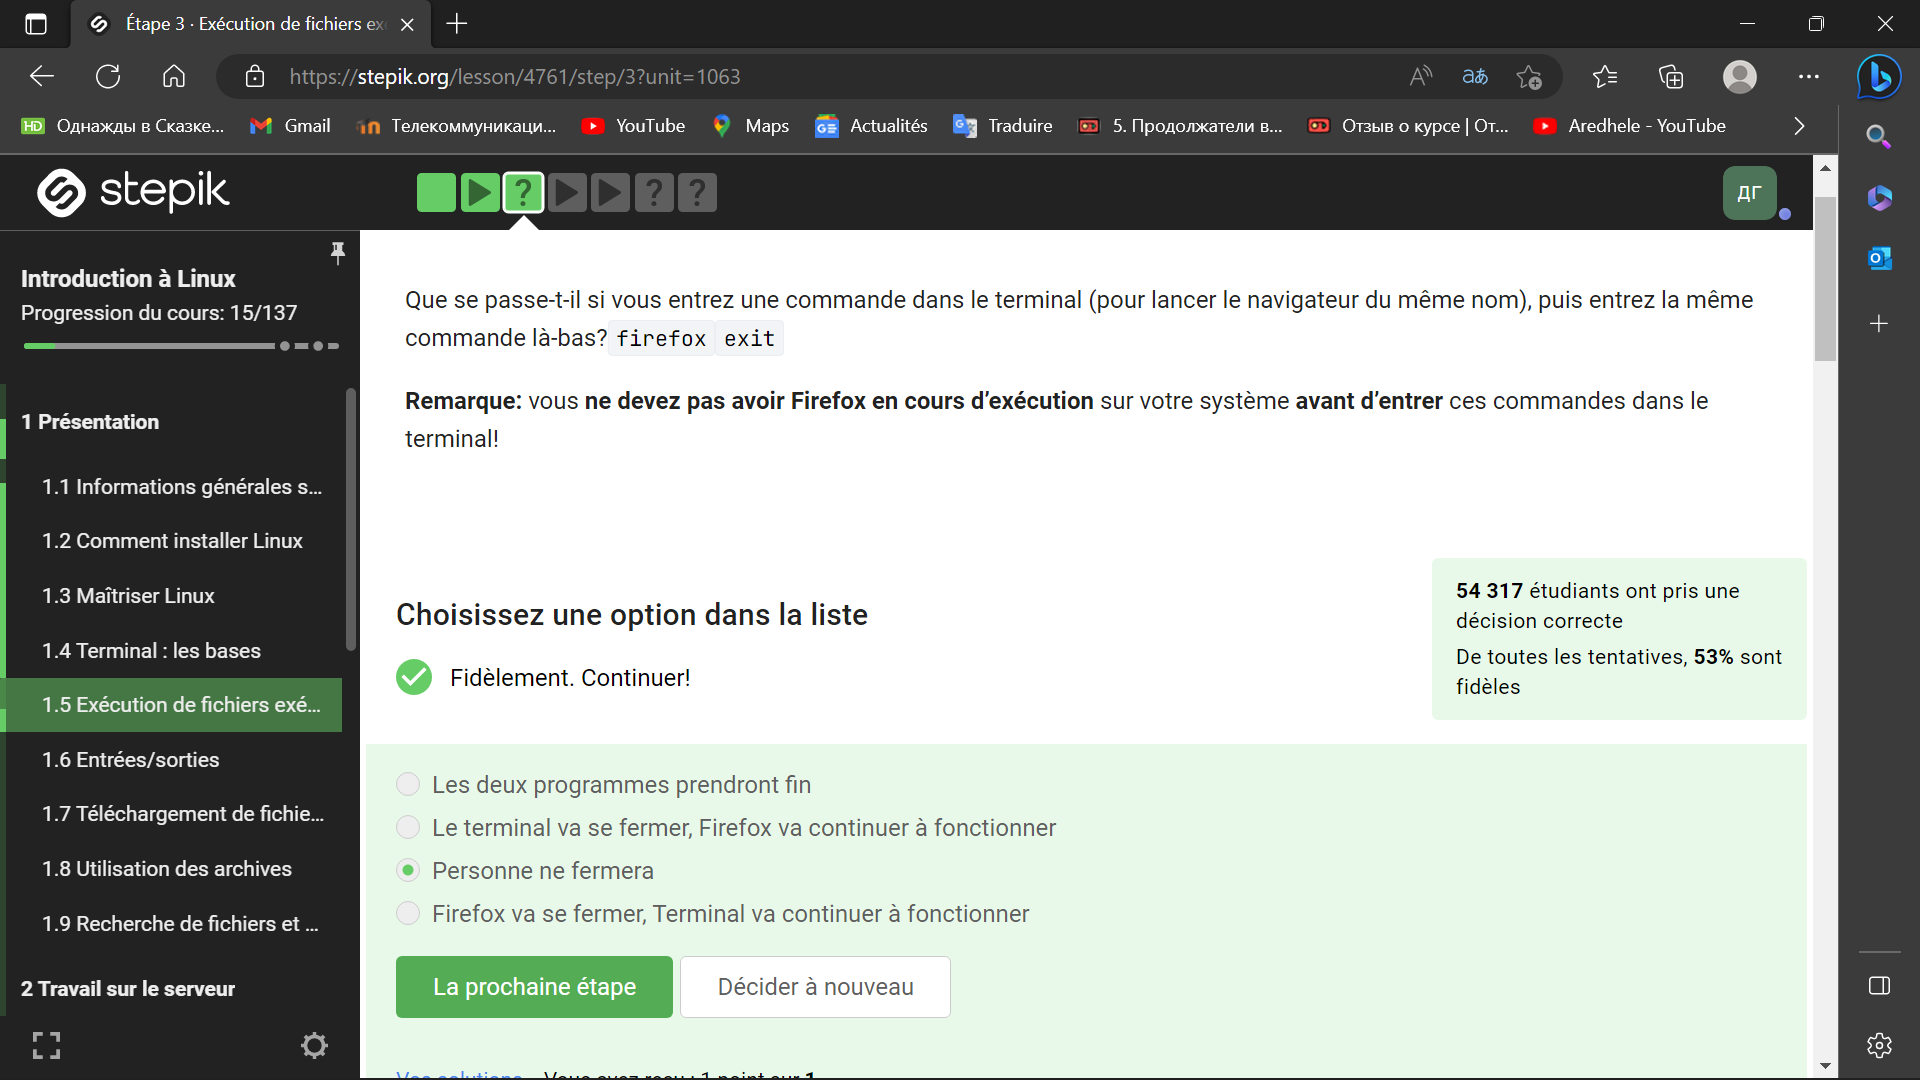 Étape 3 · Exécution de fichiers ex
https://stepik.org/lesson/4761/step/3?unit=1063
Однажды в Сказке...
Gmail
Телекоммуникаци...
YouTube
Maps
Actualités
Traduire
5. Продолжатели в...
Отзыв о курсе | От...
Aredhele - YouTube
stepik
ДГ
Introduction à Linux
Progression du cours: 15/137
1 Présentation
1.1 Informations générales s...
1.2 Comment installer Linux
1.3 Maîtriser Linux
1.4 Terminal : les bases
1.5 Exécution de fichiers exé...
1.6 Entrées/sorties
1.7 Téléchargement de fichie...
1.8 Utilisation des archives
1.9 Recherche de fichiers et ...
2 Travail sur le serveur
Que se passe-t-il si vous entrez une commande dans le terminal (pour lancer le navigateur du même nom), puis entrez la même
commande là-bas? firefox exit
Remarque: vous ne devez pas avoir Firefox en cours d’exécution sur votre système avant d’entrer ces commandes dans le
terminal!
54 317 étudiants ont pris une
décision correcte
De toutes les tentatives, 53% sont
fidèles
Choisissez une option dans la liste
Fidèlement. Continuer!
Les deux programmes prendront fin
Le terminal va se fermer, Firefox va continuer à fonctionner
Personne ne fermera
Firefox va se fermer, Terminal va continuer à fonctionner
La prochaine étape
Décider à nouveau
Vos solutions Vous avez reçu : 1 point sur 1